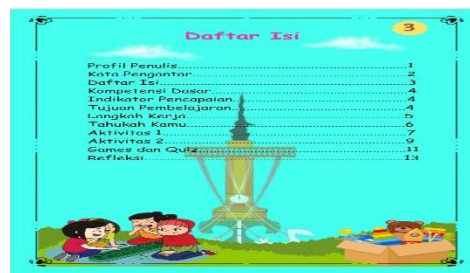 3
Daftar Isi
Profil Penulis..........................................................1
Kata Pengantar......................................................2
Daftar Isi................................................................3
Kompetensi Dasar..................................................4
Indikator Pencapaian..............................................4
Tujuan Pembelajaran..............................................4
Langkah Kerja........................................................5
Tahukah Kamu.......................................................6
Aktivitas 1..............................................................7
Aktivitas 2..............................................................9
Games dan Quiz....................................................11
Refleksi..................................................................13